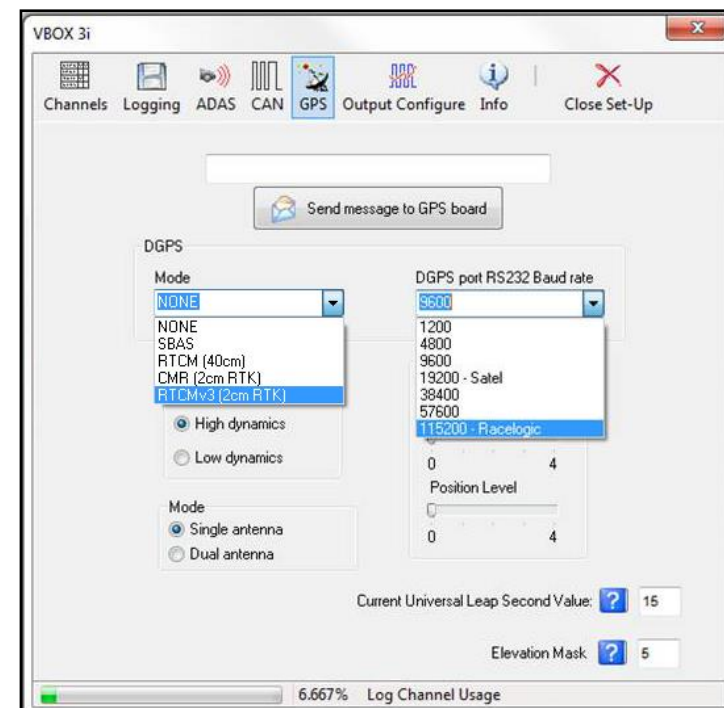 VBOX 3i
Channels Logging ADAS CAN GPS Output Configure Info Close Set-Up
Send message to GPS board
DGPS
Mode
NONE
NONE
SBAS
RTCM (40cm)
CMR (2cm RTK)
RTCMv3 (2cm RTK)
DGPS port RS232 Baud rate
9600
1200
4800
9600
19200 - Satel
38400
57600
115200 - Racelogic
High dynamics
Low dynamics
0 4
Position Level
0 4
Mode
Single antenna
Dual antenna
Current Universal Leap Second Value: ? 15
Elevation Mask ? 5
6.667% Log Channel Usage